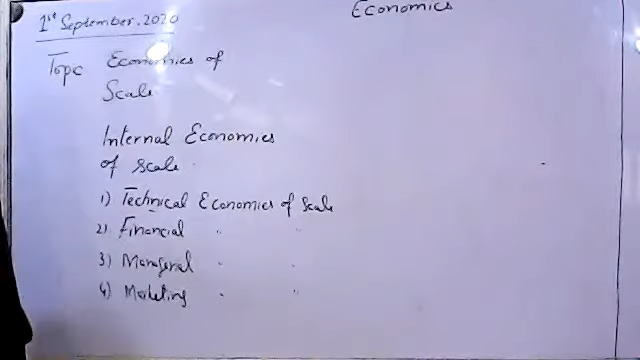 Economics
1st September, 2020
Topic Economies of
Scale
Internal Economies
of scale
1) Technical Economies of Scale
2) Financial " "
3) Managerial " "
4) Marketing " "